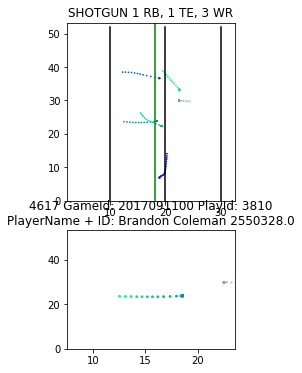 SHOTGUN 1 RB, 1 TE, 3 WR
50
40
30
20
10
0
10 20 30
4617 GameId: 2017091100 PlayId: 3810
PlayerName + ID: Brandon Coleman 2550328.0
40
20
0
10 15 20